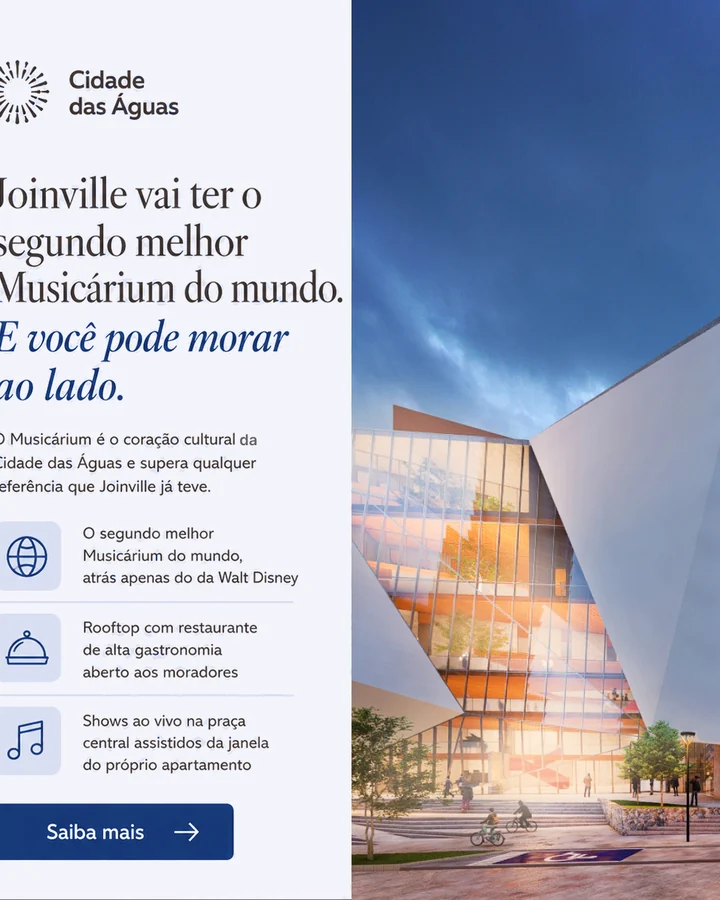 Cidade
das Águas
Joinville vai ter o
segundo melhor
Musicárium do mundo.
E você pode morar
ao lado.
O Musicárium é o coração cultural da
Cidade das Águas e supera qualquer
referência que Joinville já teve.
O segundo melhor
Musicárium do mundo,
atrás apenas do da Walt Disney
Rooftop com restaurante
de alta gastronomia
aberto aos moradores
Shows ao vivo na praça
central assistidos da janela
do próprio apartamento
Saiba mais